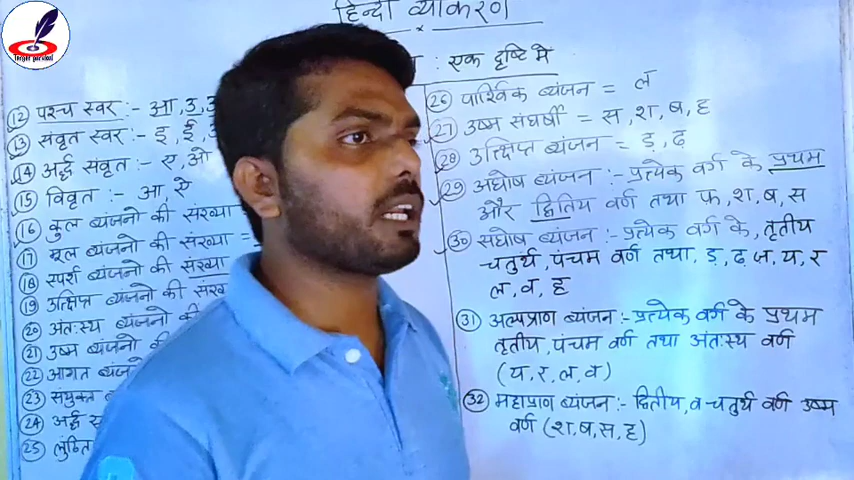 हिन्दी व्याकरण
: एक दृष्टि में
(12) पश्च स्वर :- आ, उ,
(13) संवृत स्वर :- इ, ई,
(14) अर्द्ध संवृत :- ए, ओ
(15) विवृत :- आ, ऐ
(16) कुल व्यंजनो की संख्या
(17) मूल व्यंजनो की संख्या =
(18) स्पर्श व्यंजनो की संख्या
(19) उत्क्षिप्त व्यंजनो की
(20) अंतःस्थ व्यंजनो की
(21) उष्म व्यंजनो की
(22) आगत
(23) संयुक्त
(24) अर्द्ध
(25) लुंठित
(26) पार्श्विक व्यंजन = ल
(27) उष्म संघर्षी = स, श, ष, ह
(28) उत्क्षिप्त व्यंजन = ड़, ढ़
(29) अघोष व्यंजन :- प्रत्येक वर्ग के प्रथम
और द्वितिय वर्ण तथा फ, श, ष, स
(30) सघोष व्यंजन :- प्रत्येक वर्ग के, तृतीय
चतुर्थ, पंचम वर्ण तथा, ड़, ढ़ ज, य, र
ल, व, ह
(31) अल्पप्राण व्यंजन :- प्रत्येक वर्ग के प्रथम
तृतीय, पंचम वर्ण तथा अंतःस्थ वर्ण
(य, र, ल, व)
(32) महाप्राण व्यंजन :- द्वितीय, व चतुर्थ वर्ण उष्म
वर्ण (श, ष, स, ह)